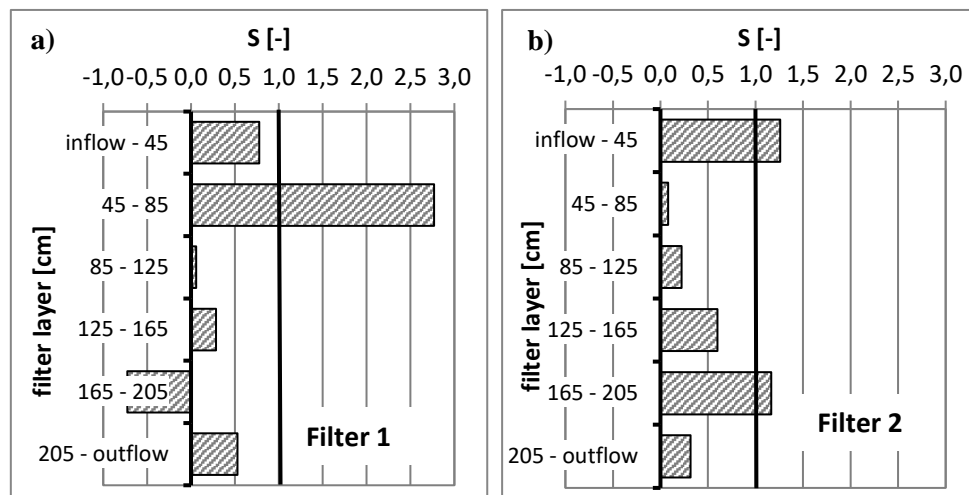 a)
S [-]
-1,0 -0,5 0,0 0,5 1,0 1,5 2,0 2,5 3,0
filter layer [cm]
inflow - 45
45 - 85
85 - 125
125 - 165
165 - 205
205 - outflow
Filter 1
b)
S [-]
-1,0 -0,5 0,0 0,5 1,0 1,5 2,0 2,5 3,0
filter layer [cm]
inflow - 45
45 - 85
85 - 125
125 - 165
165 - 205
205 - outflow
Filter 2